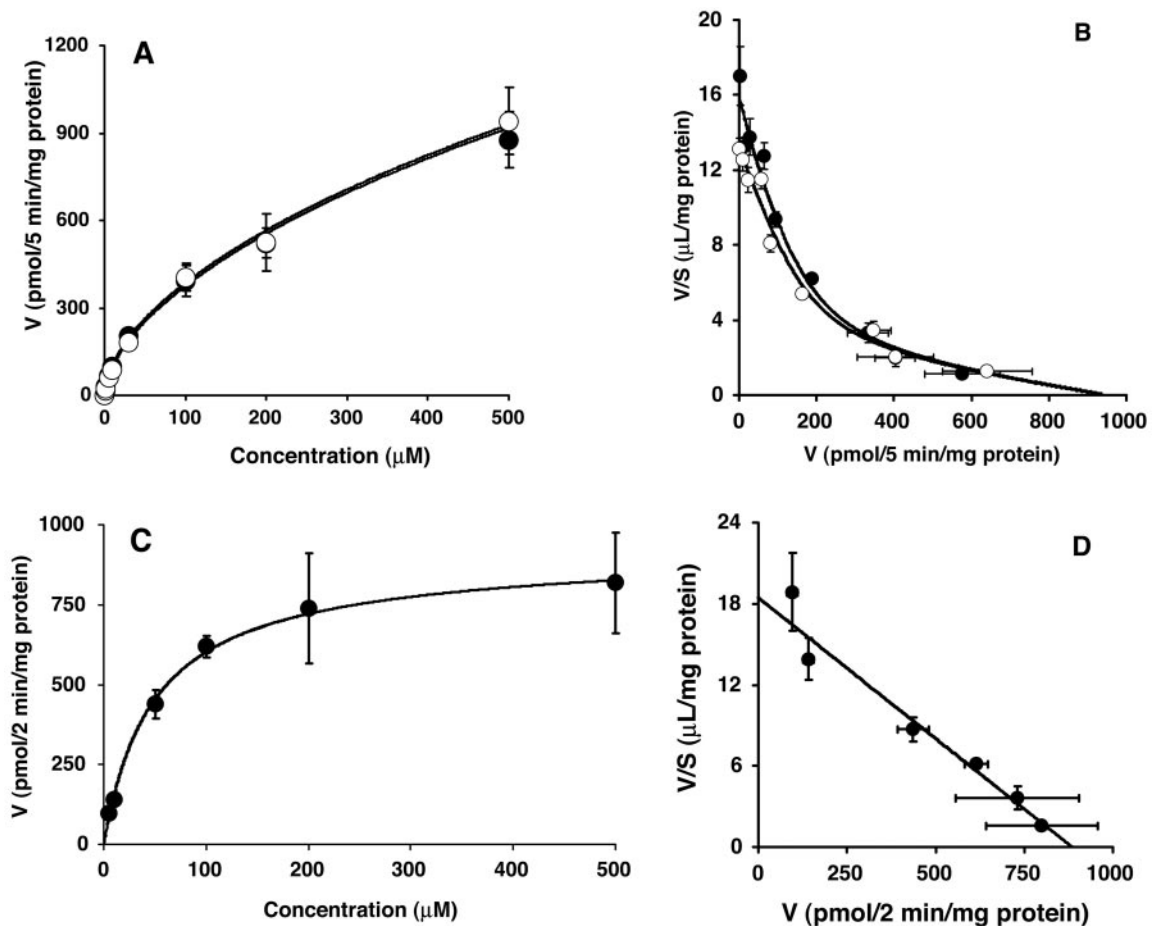 A
V (pmol/5 min/mg protein)
1200
900
600
300
0
0 100 200 300 400 500
Concentration (μM)
B
V/S (μL/mg protein)
20
16
12
8
4
0
0 200 400 600 800 1000
V (pmol/5 min/mg protein)
C
V (pmol/2 min/mg protein)
1000
750
500
250
0
0 100 200 300 400 500
Concentration (μM)
D
V/S (μL/mg protein)
24
18
12
6
0
0 250 500 750 1000
V (pmol/2 min/mg protein)